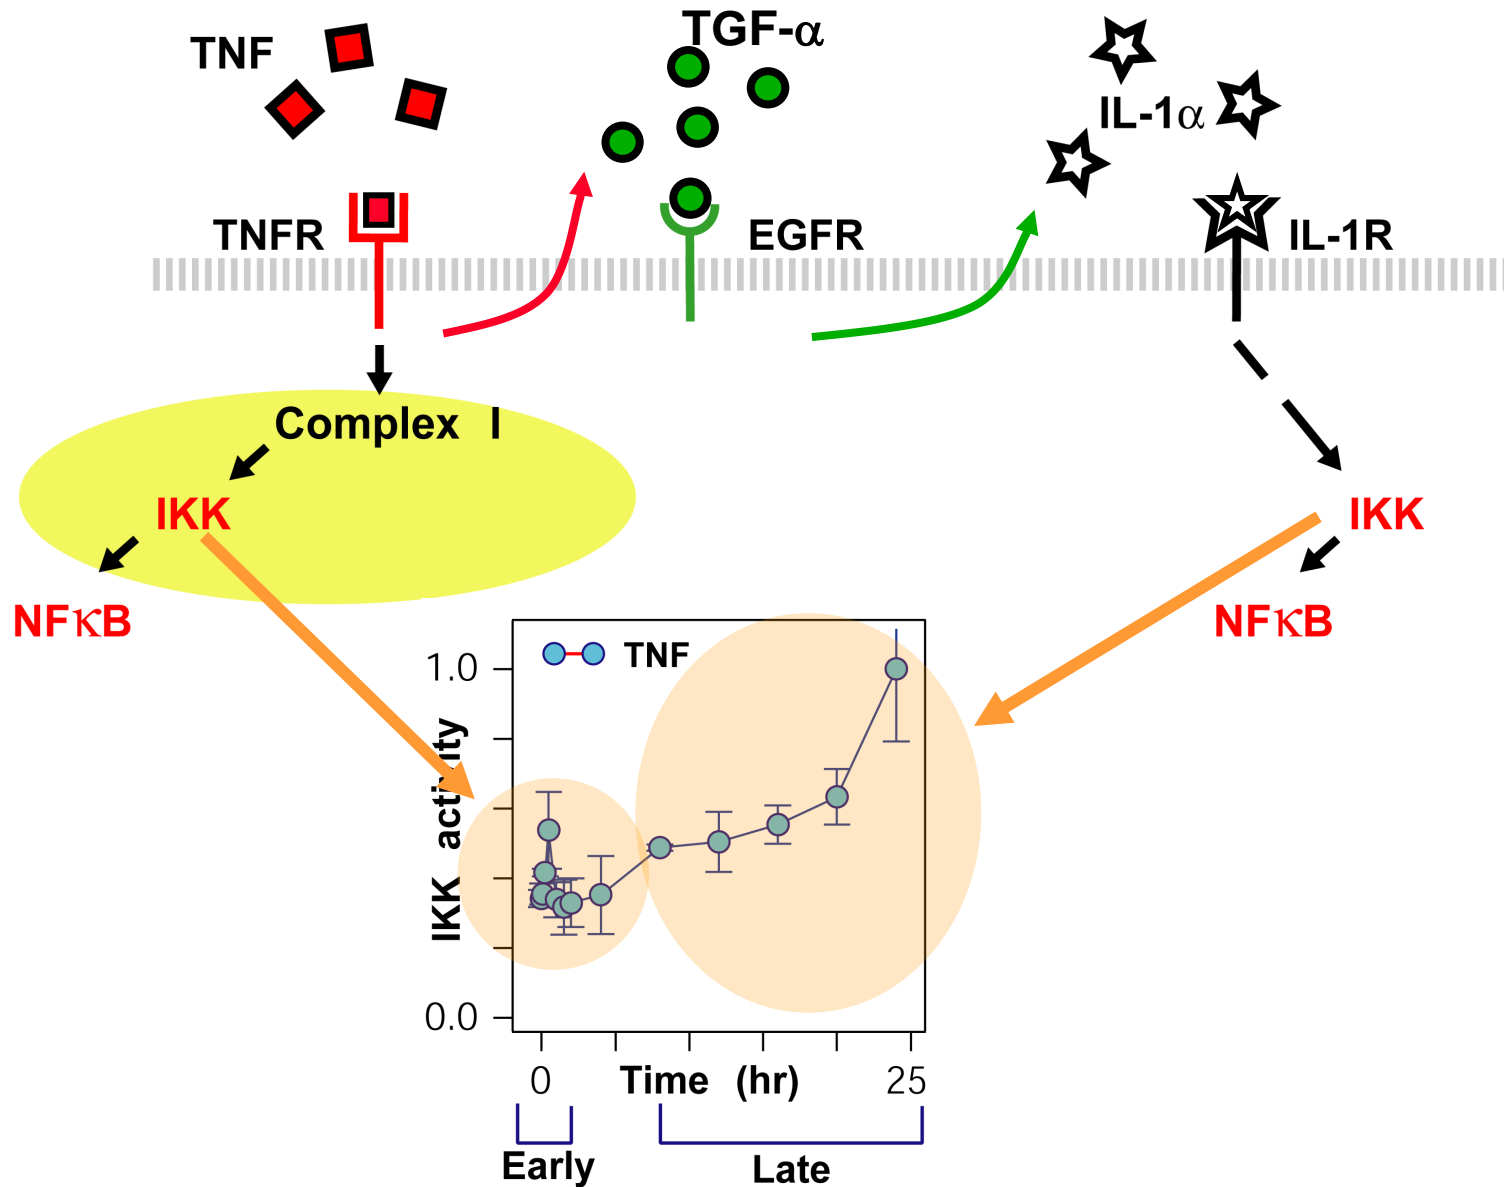 TNF
TGF-α
IL-1α
TNFR
EGFR
IL-1R
Complex I
IKK
IKK
NFκB
NFκB
TNF
1.0
IKK activity
0.0
0
Time (hr)
25
Early
Late